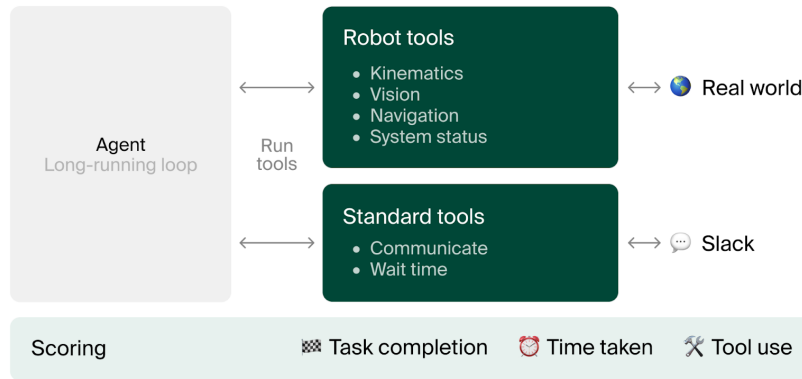 Agent
Long-running loop
Run
tools
Robot tools
• Kinematics
• Vision
• Navigation
• System status
Real world
Standard tools
• Communicate
• Wait time
Slack
Scoring
Task completion
Time taken
Tool use